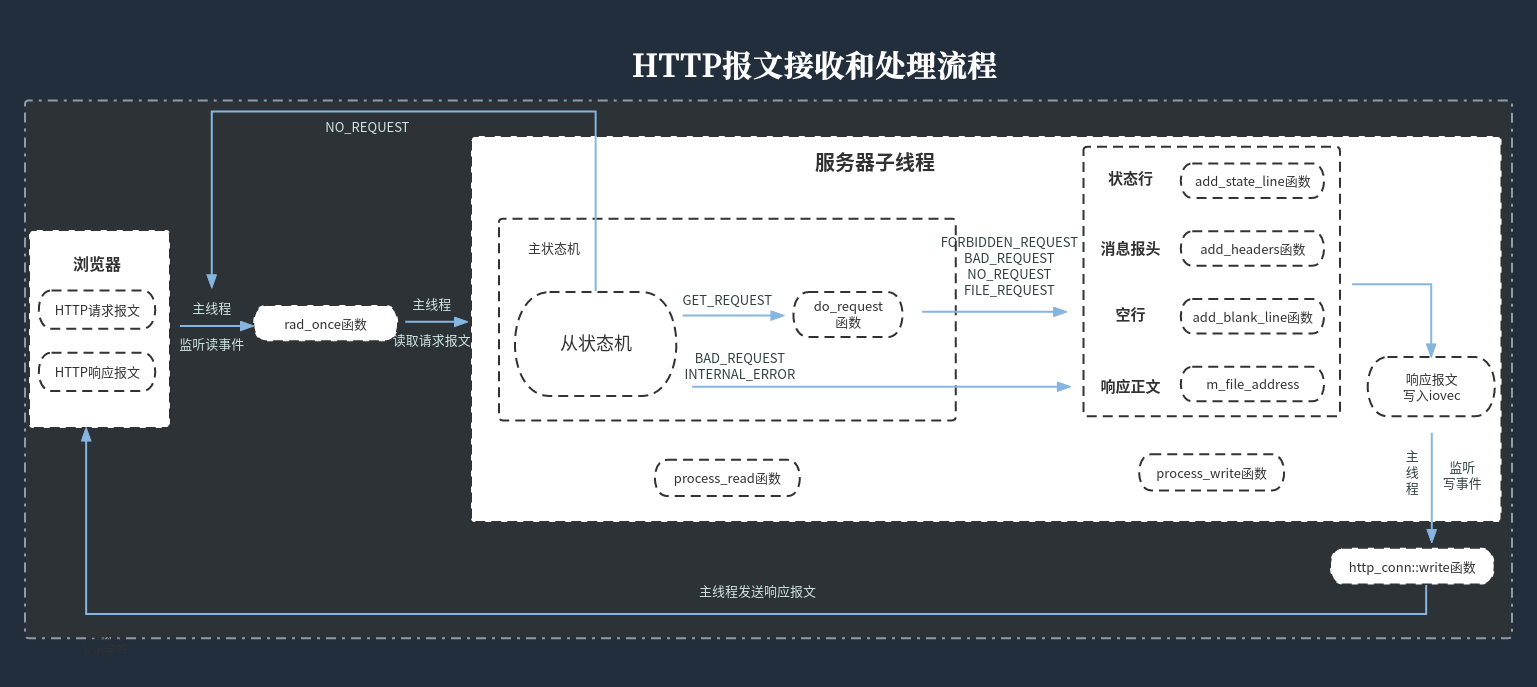 HTTP报文接收和处理流程
NO_REQUEST
浏览器
HTTP请求报文
HTTP响应报文
主线程
监听读事件
rad_once函数
主线程
读取请求报文
服务器子线程
主状态机
从状态机
GET_REQUEST
do_request
函数
BAD_REQUEST
INTERNAL_ERROR
FORBIDDEN_REQUEST
BAD_REQUEST
NO_REQUEST
FILE_REQUEST
process_read函数
状态行
add_state_line函数
消息报头
add_headers函数
空行
add_blank_line函数
响应正文
m_file_address
process_write函数
响应报文
写入iovec
主
线
程
监听
写事件
http_conn::write函数
主线程发送响应报文